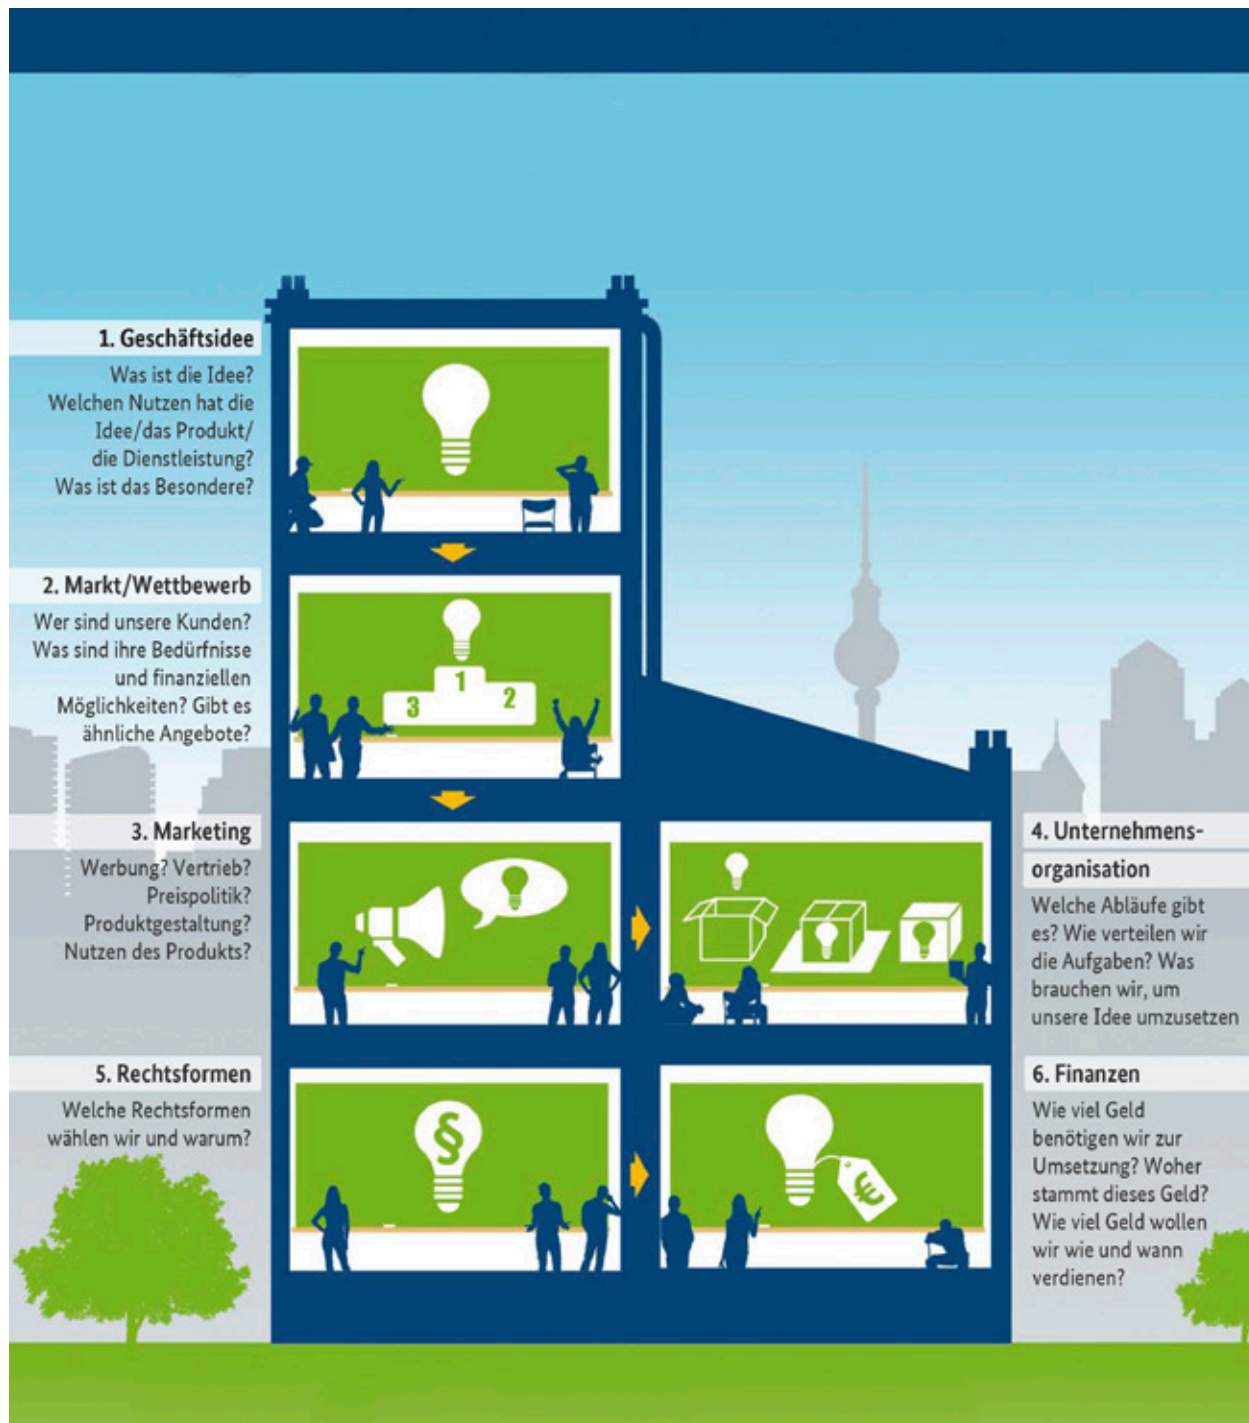 1. Geschäftsidee
Was ist die Idee?
Welchen Nutzen hat die
Idee/das Produkt/
die Dienstleistung?
Was ist das Besondere?
2. Markt/Wettbewerb
Wer sind unsere Kunden?
Was sind ihre Bedürfnisse
und finanziellen
Möglichkeiten? Gibt es
ähnliche Angebote?
1
2
3
3. Marketing
Werbung? Vertrieb?
Preispolitik?
Produktgestaltung?
Nutzen des Produkts?
4. Unternehmens-
organisation
Welche Abläufe gibt
es? Wie verteilen wir
die Aufgaben? Was
brauchen wir, um
unsere Idee umzusetzen
5. Rechtsformen
Welche Rechtsformen
wählen wir und warum?
§
6. Finanzen
Wie viel Geld
benötigen wir zur
Umsetzung? Woher
stammt dieses Geld?
Wie viel Geld wollen
wir wie und wann
verdienen?
€